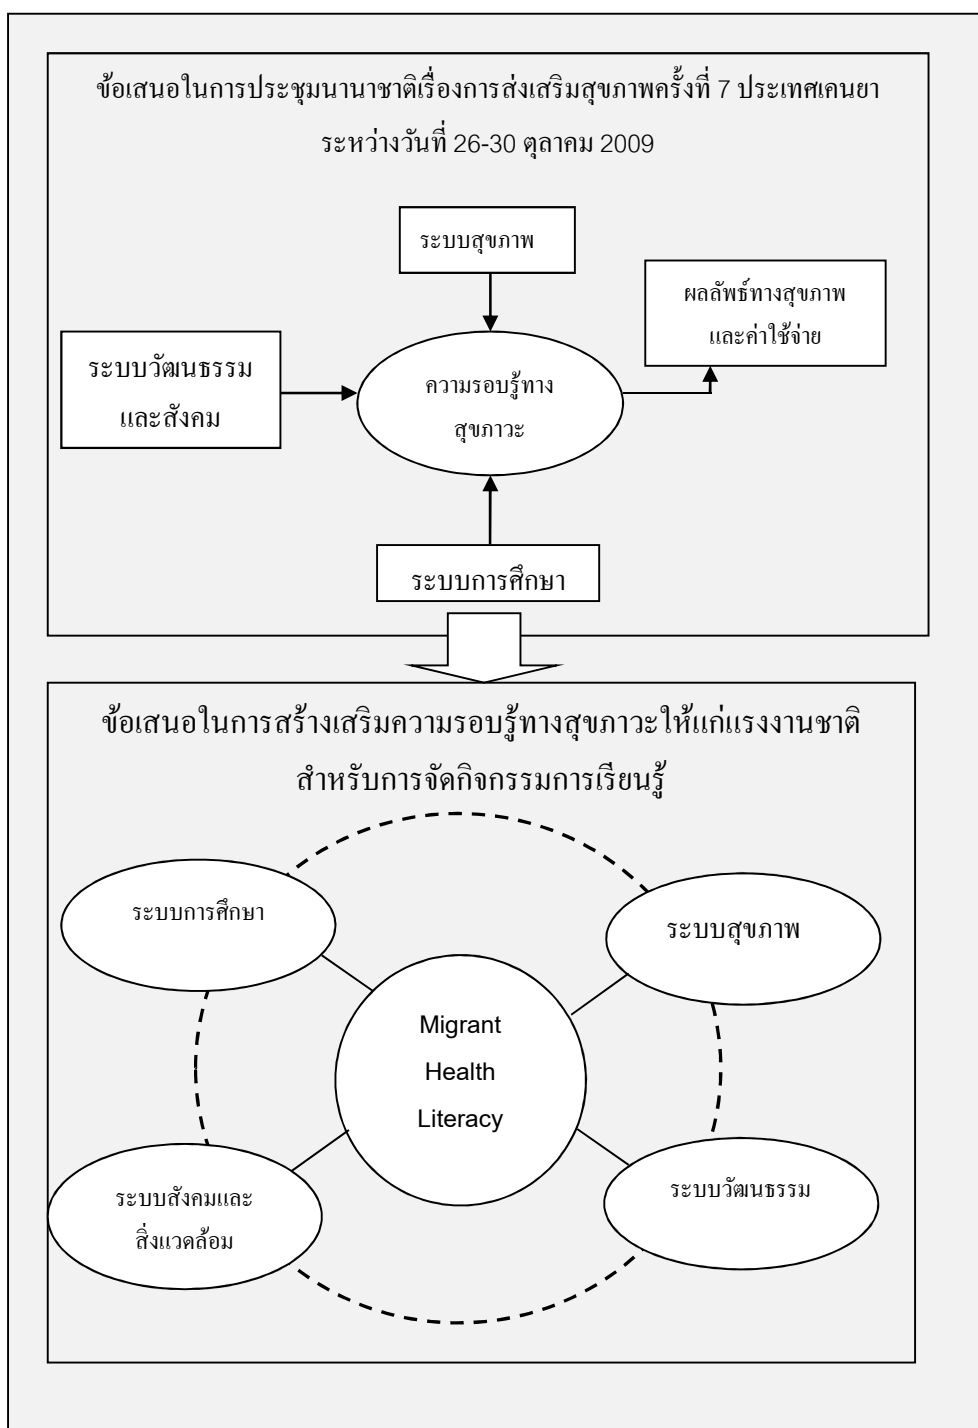 ข้อเสนอในการประชุมนานาชาติเรื่องการส่งเสริมสุขภาพครั้งที่ 7 ประเทศเคนยา
ระหว่างวันที่ 26-30 ตุลาคม 2009
ระบบสุขภาพ
ผลลัพธ์ทางสุขภาพ
และค่าใช้จ่าย
ระบบวัฒนธรรม
และสังคม
ความรอบรู้ทาง
สุขภาวะ
ระบบการศึกษา
ข้อเสนอในการสร้างเสริมความรอบรู้ทางสุขภาวะให้แก่แรงงานชาติ
สำหรับการจัดกิจกรรมการเรียนรู้
ระบบการศึกษา
ระบบสุขภาพ
Migrant
Health
Literacy
ระบบสังคมและ
สิ่งแวดล้อม
ระบบวัฒนธรรม